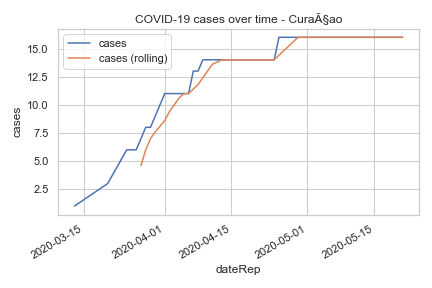 COVID-19 cases over time - CuraÃ§ao
cases
cases (rolling)
15.0
12.5
10.0
7.5
5.0
2.5
cases
2020-03-15
2020-04-01
2020-04-15
2020-05-01
2020-05-15
dateRep